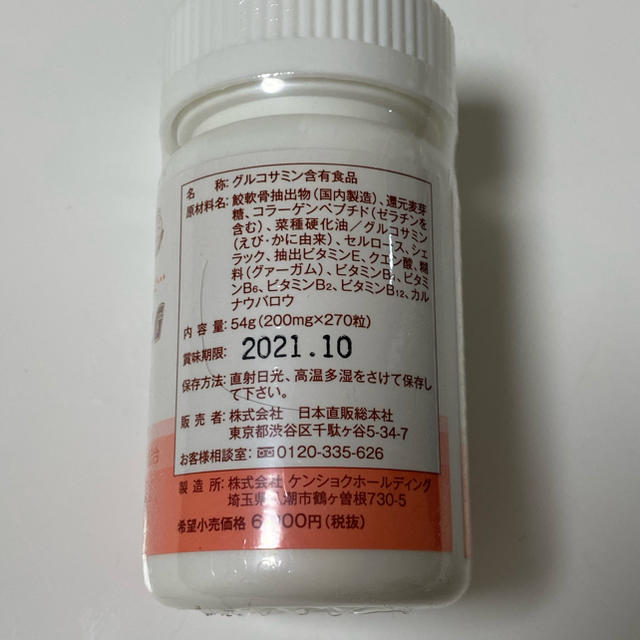 名　称:グルコサミン含有食品
原材料名:鮫軟骨抽出物(国内製造)、還元麦芽
糖、コラーゲンペプチド(ゼラチンを
含む)、菜種硬化油／グルコサミン
(えび・かに由来)、セルロース、シェ
ラック、抽出ビタミンE、クエン酸、糊
料(グァーガム)、ビタミンB₁、ビタミ
ンB₆、ビタミンB₂、ビタミンB₁₂、カル
ナウバロウ
内 容 量:54g(200mg×270粒)
賞味期限: 2021.10
保存方法:直射日光、高温多湿をさけて保存し
て下さい。
販 売 者:株式会社　日本直販総本社
東京都渋谷区千駄ヶ谷5-34-7
お客様相談室:0120-335-626
製 造 所:株式会社 ケンショクホールディング
埼玉県八潮市鶴ヶ曽根730-5
希望小売価格 円(税抜)